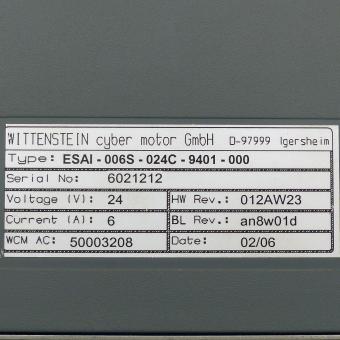 WITTENSTEIN cyber motor GmbH D-97999 Igersheim
Type: ESAI - 006S - 024C - 9401 - 000
Serial No: 6021212
Voltage (V): 24 HW Rev.: 012AW23
Current (A): 6 BL Rev.: an8w01d
WCM AC: 50003208 Date: 02/06